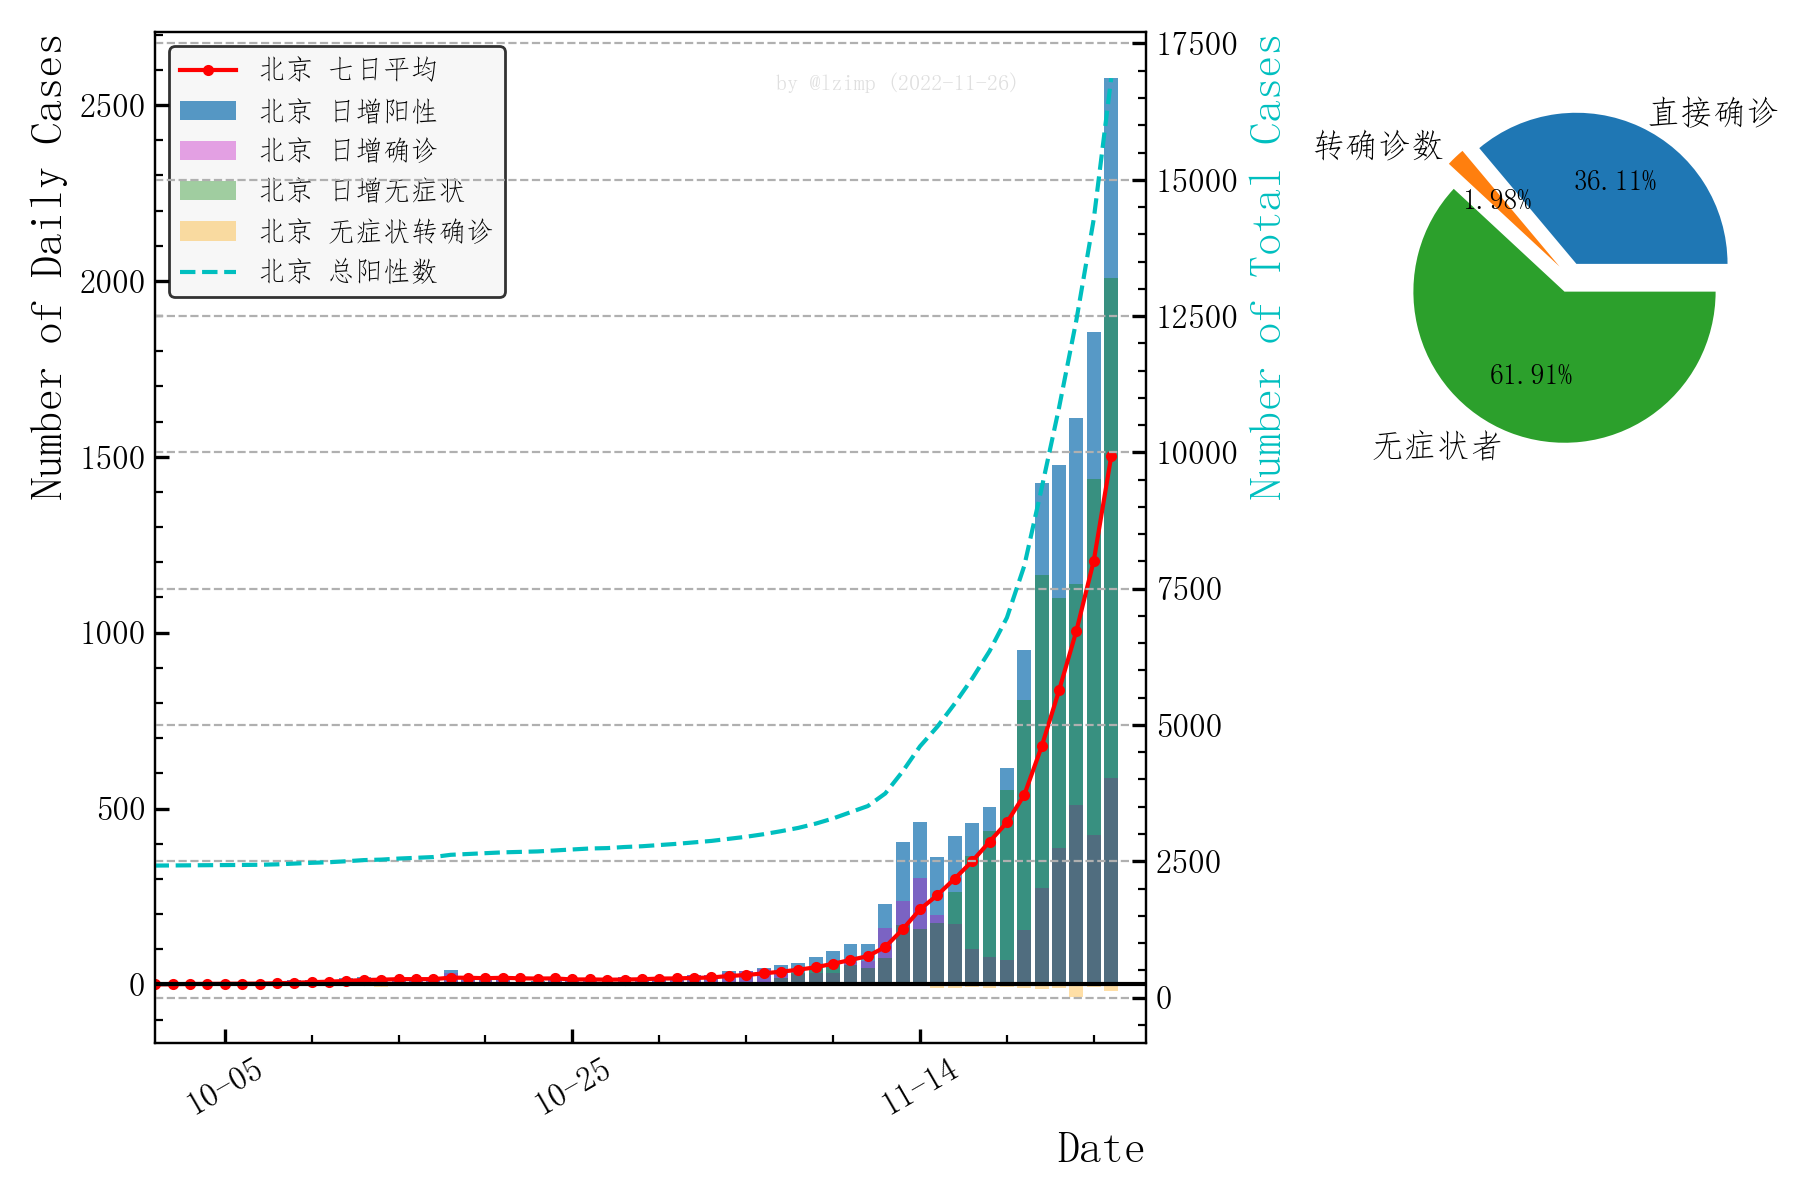 Number of Daily Cases
2500
2000
1500
1000
500
0
北京 七日平均
北京 日增阳性
北京 日增确诊
北京 日增无症状
北京 无症状转确诊
北京 总阳性数
by @lzimp (2022-11-26)
17500
15000
12500
10000
7500
5000
2500
0
Number of Total Cases
10-05
10-25
11-14
Date
直接确诊
36.11%
转确诊数
1.98%
61.91%
无症状者